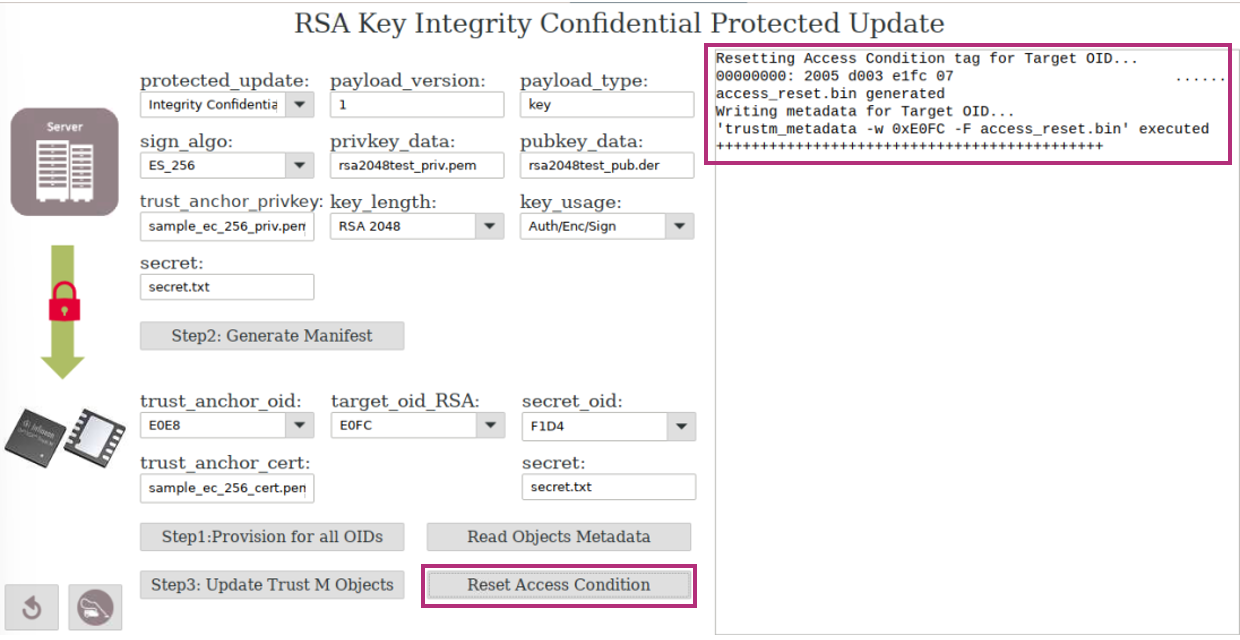 RSA Key Integrity Confidential Protected Update
protected_update: payload_version: payload_type:
Integrity Confidentia 1 key
Server
sign_algo: privkey_data: pubkey_data:
ES_256 rsa2048test_priv.pem rsa2048test_pub.der
trust_anchor_privkey: key_length: key_usage:
sample_ec_256_priv.pem RSA 2048 Auth/Enc/Sign
secret:
secret.txt
Step2: Generate Manifest
trust_anchor_oid: target_oid_RSA: secret_oid:
E0E8 E0FC F1D4
trust_anchor_cert: secret:
sample_ec_256_cert.pem secret.txt
Step1:Provision for all OIDs Read Objects Metadata
Step3: Update Trust M Objects Reset Access Condition
Resetting Access Condition tag for Target OID...
00000000: 2005 d003 e1fc 07 ......
access_reset.bin generated
Writing metadata for Target OID...
'trustm_metadata -w 0xE0FC -F access_reset.bin' executed
+++++++++++++++++++++++++++++++++++++++++++